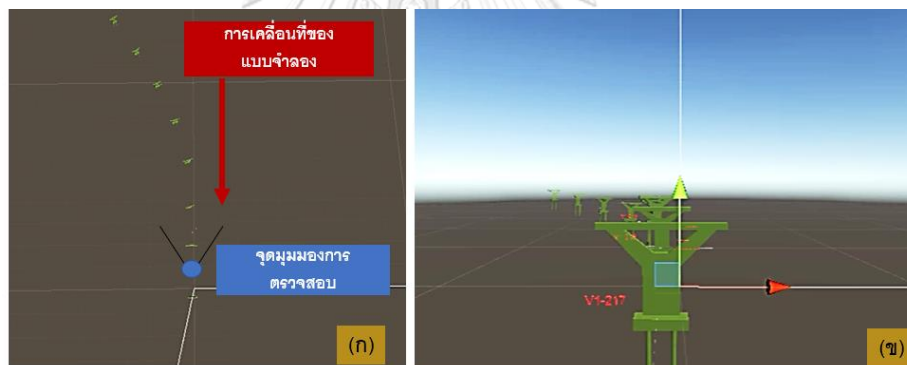 การเคลื่อนที่ของ
แบบจำลอง
จุดมุมมองการ
ตรวจสอบ
(ก)
V1-217
(ข)